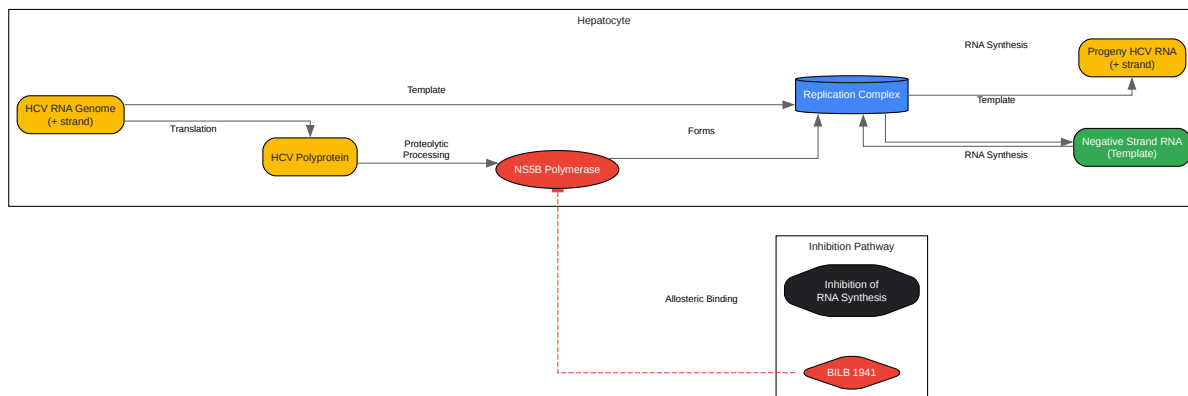 Hepatocyte
RNA Synthesis
Progeny HCV RNA
(+ strand)
Template
Replication Complex
Template
HCV RNA Genome
(+ strand)
Translation
Forms
Proteolytic
Processing
HCV Polyprotein
NS5B Polymerase
RNA Synthesis
Negative Strand RNA
(Template)
Inhibition Pathway
Inhibition of
RNA Synthesis
Allosteric Binding
BILB 1941